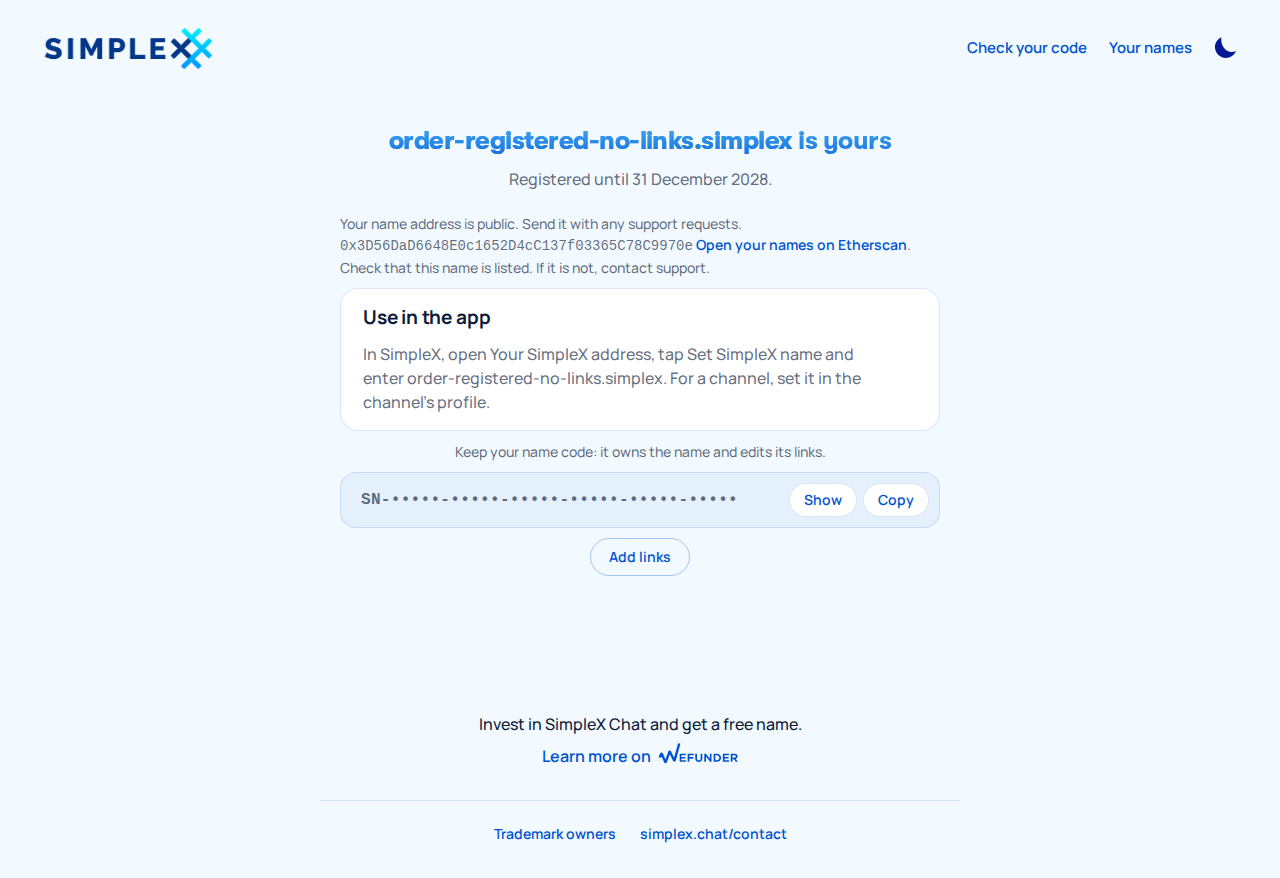 SIMPLEX
Check your code
Your names
order-registered-no-links.simplex is yours
Registered until 31 December 2028.
Your name address is public. Send it with any support requests.
0x3D56DaD6648E0c1652D4cC137f03365C78C9970e Open your names on Etherscan.
Check that this name is listed. If it is not, contact support.
Use in the app
In SimpleX, open Your SimpleX address, tap Set SimpleX name and
enter order-registered-no-links.simplex. For a channel, set it in the
channel's profile.
Keep your name code: it owns the name and edits its links.
SN-•••••-•••••-•••••-•••••-•••••-•••••
Show
Copy
Add links
Invest in SimpleX Chat and get a free name.
Learn more on WEFUNDER
Trademark owners
simplex.chat/contact